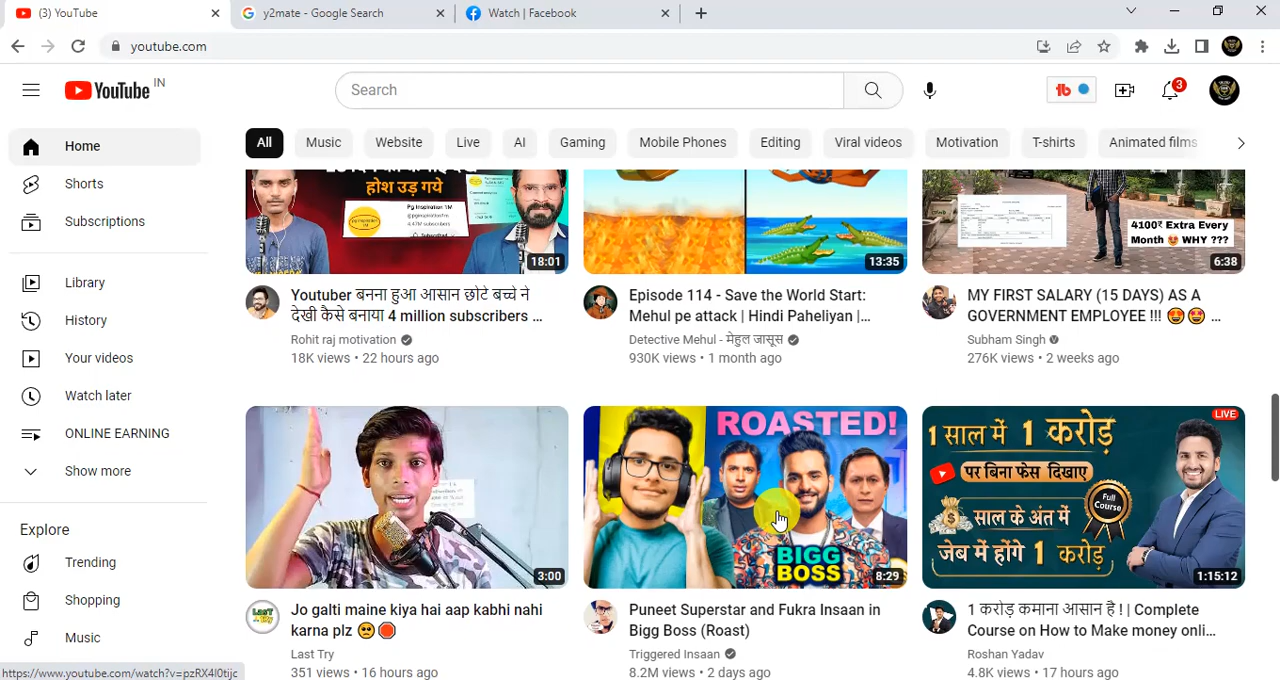 (3) YouTube
y2mate - Google Search
Watch | Facebook
youtube.com
YouTube IN
Search
3
All
Music
Website
Live
AI
Gaming
Mobile Phones
Editing
Viral videos
Motivation
T-shirts
Animated films
Home
Shorts
Subscriptions
Library
History
Your videos
Watch later
ONLINE EARNING
Show more
Explore
Trending
Shopping
Music
होश उड़ गये
18:01
Youtuber बनना हुआ आसान छोटे बच्चे ने
देखी कैसे बनाया 4 million subscribers ...
Rohit raj motivation
18K views • 22 hours ago
13:35
Episode 114 - Save the World Start:
Mehul pe attack | Hindi Paheliyan |...
Detective Mehul - मेहुल जासूस
930K views • 1 month ago
4100₹ Extra Every
Month WHY ???
6:38
MY FIRST SALARY (15 DAYS) AS A
GOVERNMENT EMPLOYEE !!! 🤩🤩 ...
Subham Singh
276K views • 2 weeks ago
3:00
LAST
Try
Jo galti maine kiya hai aap kabhi nahi
karna plz 🥺🛑
Last Try
351 views • 16 hours ago
ROASTED!
BIGG
BOSS
8:29
Puneet Superstar and Fukra Insaan in
Bigg Boss (Roast)
Triggered Insaan
8.2M views • 2 days ago
LIVE
1 साल में 1 करोड़
पर बिना फेस दिखाए
Full
Course
साल के अंत में
जेब में होंगे 1 करोड़
1:15:12
1 करोड़ कमाना आसान है ! | Complete
Course on How to Make money onli...
Roshan Yadav
4.8K views • 17 hours ago
https://www.youtube.com/watch?v=pzRX4l0tijc